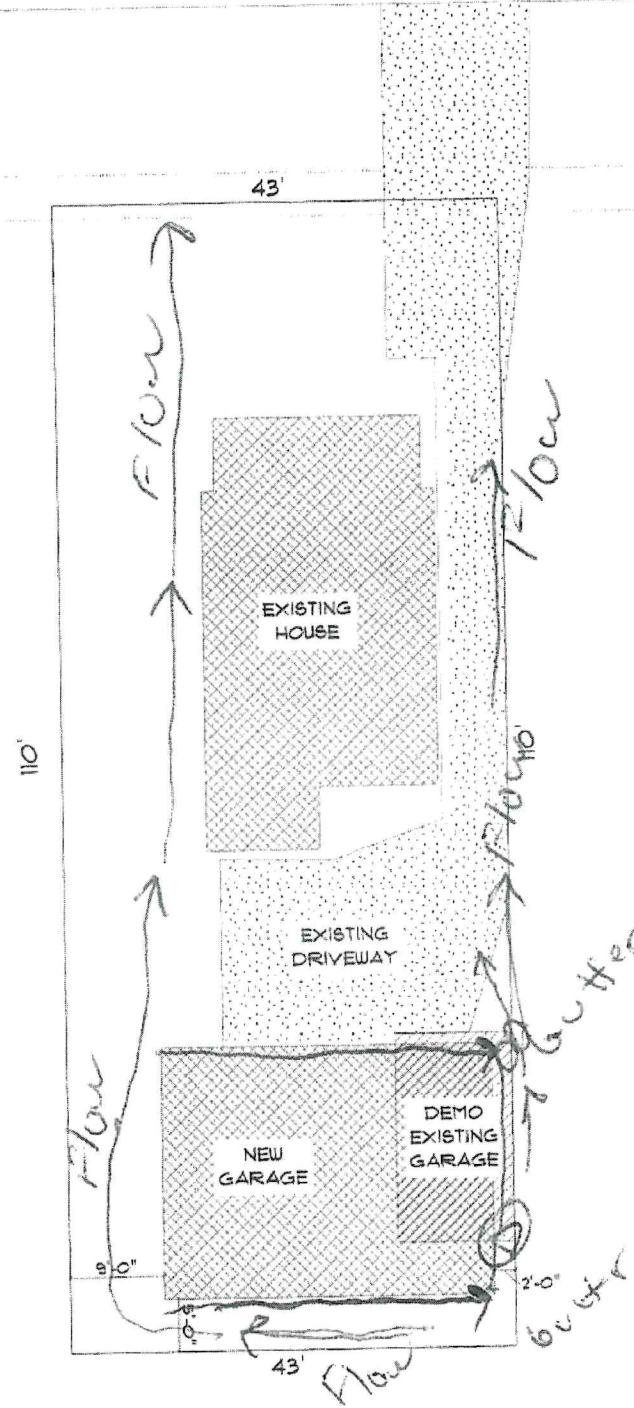 43'
Flow
Flow
EXISTING
HOUSE
110'
110'
Flow
EXISTING
DRIVEWAY
Gutter
Flow
DEMO
EXISTING
GARAGE
NEW
GARAGE
9'-0"
2'-0"
5'-0"
Gutter
43'
Flow